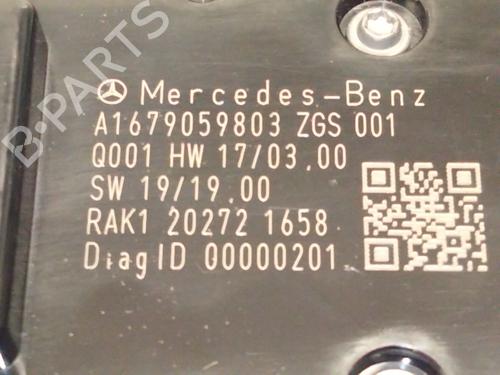 Mercedes-Benz
A1679059803 ZGS 001
Q001 HW 17/03.00
SW 19/19.00
RAK1 20272 1658
DiagID 00000201
B-PARTS